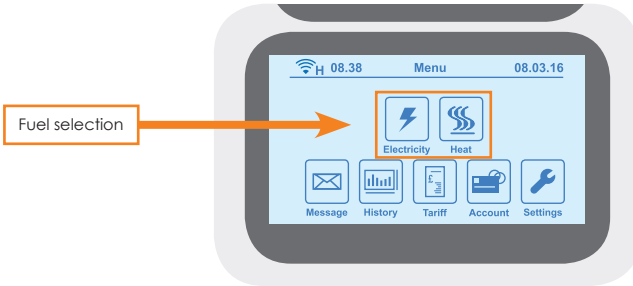 H 08.38 Menu 08.03.16
Fuel selection
Electricity Heat
£
Message History Tariff Account Settings